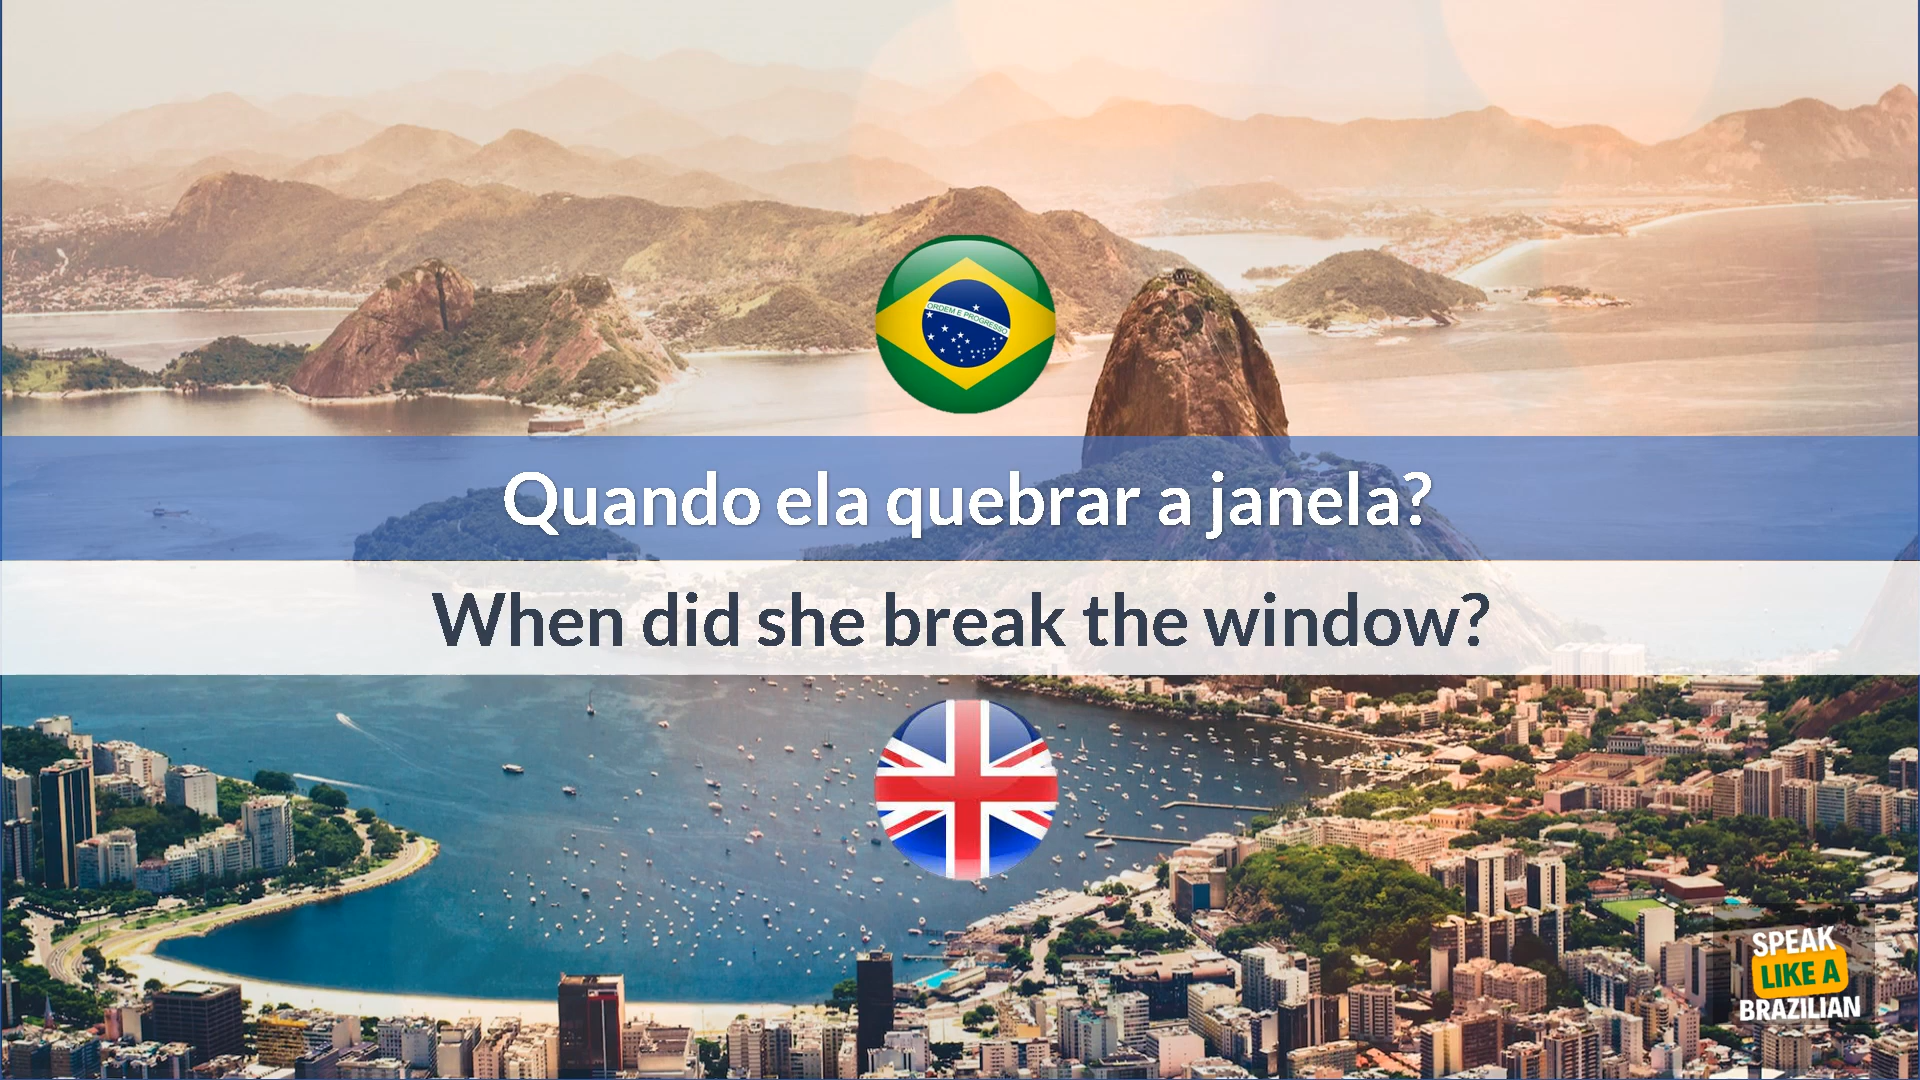 ORDEM E PROGRESSO
Quando ela quebrar a janela?
When did she break the window?
SPEAK
LIKE A
BRAZILIAN